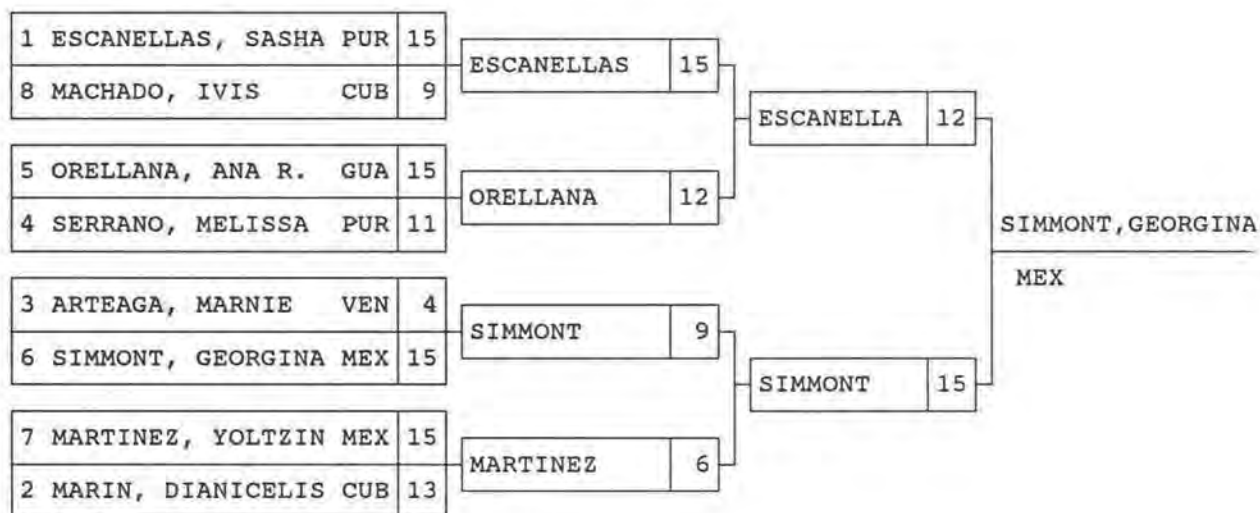 1 ESCANELLAS, SASHA PUR 15
8 MACHADO, IVIS CUB 9
ESCANELLAS 15
5 ORELLANA, ANA R. GUA 15
4 SERRANO, MELISSA PUR 11
ORELLANA 12
ESCANELLA 12
3 ARTEAGA, MARNIE VEN 4
6 SIMMONT, GEORGINA MEX 15
SIMMONT 9
7 MARTINEZ, YOLTZIN MEX 15
2 MARIN, DIANICELIS CUB 13
MARTINEZ 6
SIMMONT 15
SIMMONT,GEORGINA
MEX